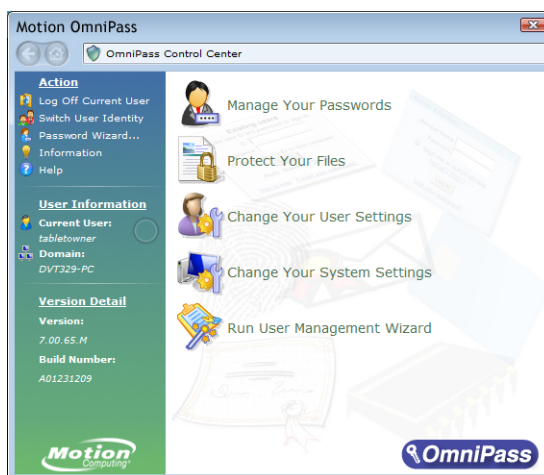 Motion OmniPass
OmniPass Control Center
Action
Log Off Current User
Switch User Identity
Password Wizard...
Information
Help
User Information
Current User:
tabletowner
Domain:
DVT329-PC
Version Detail
Version:
7.00.65.M
Build Number:
A01231209
Motion
Computing
Manage Your Passwords
Protect Your Files
Change Your User Settings
Change Your System Settings
Run User Management Wizard
OmniPass